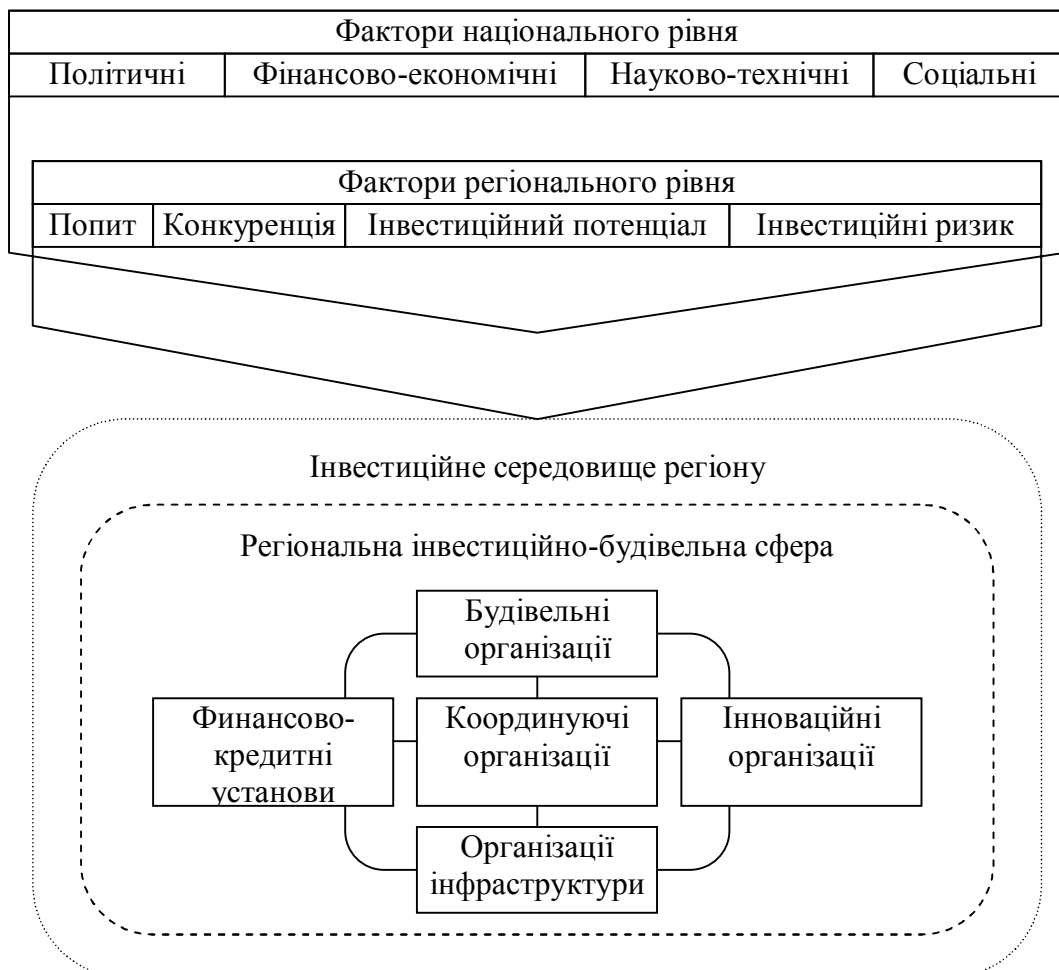 Фактори національного рівня
Політичні Фінансово-економічні Науково-технічні Соціальні
Фактори регіонального рівня
Попит Конкуренція Інвестиційний потенціал Інвестиційні ризик
Інвестиційне середовище регіону
Регіональна інвестиційно-будівельна сфера
Будівельні
організації
Финансово-
кредитні
установи
Координуючі
організації
Інноваційні
організації
Організації
інфраструктури